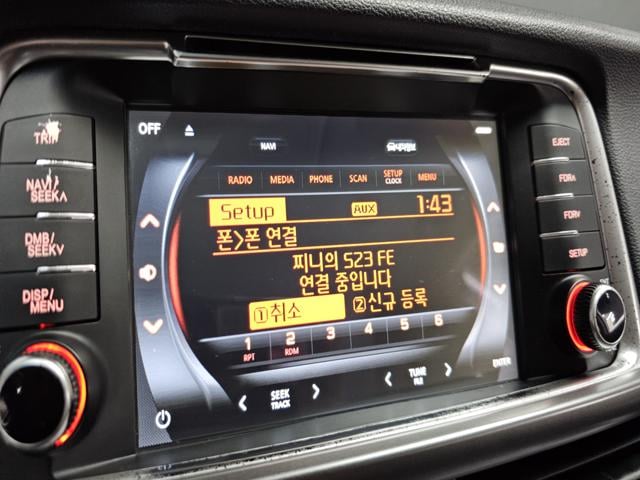 TRIP
NAVI/
SEEK∧
DMB/
SEEK∨
DISP/
MENU
OFF
NAVI
RADIO MEDIA PHONE SCAN SETUP MENU
CLOCK
Setup AUX 1:43
폰>폰 연결
찌니의 S23 FE
연결 중입니다
①취소 ②신규 등록
1 2 3 4 5 6
RPT RDM
SEEK
TRACK
TUNE
FILE
ENTER
EJECT
FDR∧
FDRV
SETUP